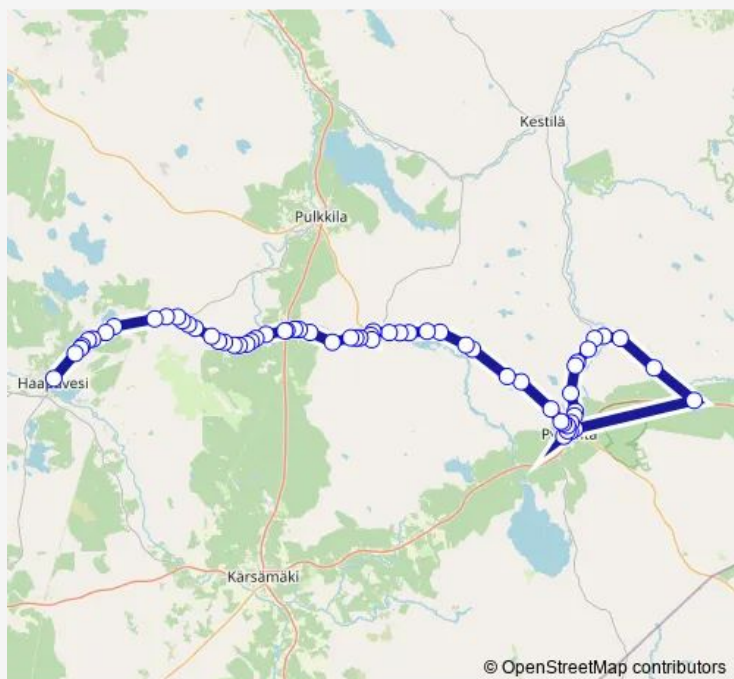 Kestilä
Pulkkila
Haapavesi
Kärsämäki
© OpenStreetMap contributors